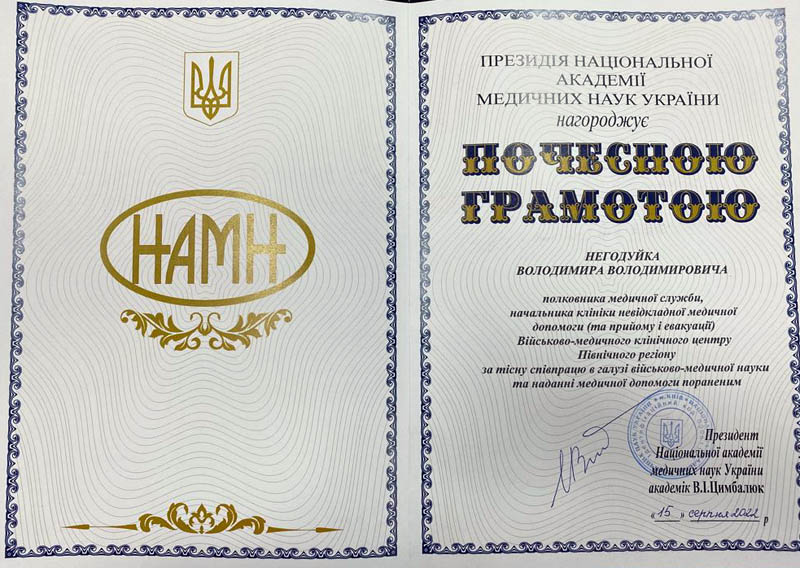 НАМН
ПРЕЗИДІЯ НАЦІОНАЛЬНОЇ
АКАДЕМІЇ
МЕДИЧНИХ НАУК УКРАЇНИ
нагороджує
ПОЧЕСНОЮ
ГРАМОТОЮ
НЕГОДУЙКА
ВОЛОДИМИРА ВОЛОДИМИРОВИЧА
полковника медичної служби,
начальника клініки невідкладної медичної
допомоги (та прийому і евакуації)
Військово-медичного клінічного центру
Північного регіону
за тісну співпрацю в галузі військово-медичної науки
та наданні медичної допомоги пораненим
Президент
Національної академії
медичних наук України
академік В.І.Цимбалюк
«15» серпня 2022 р